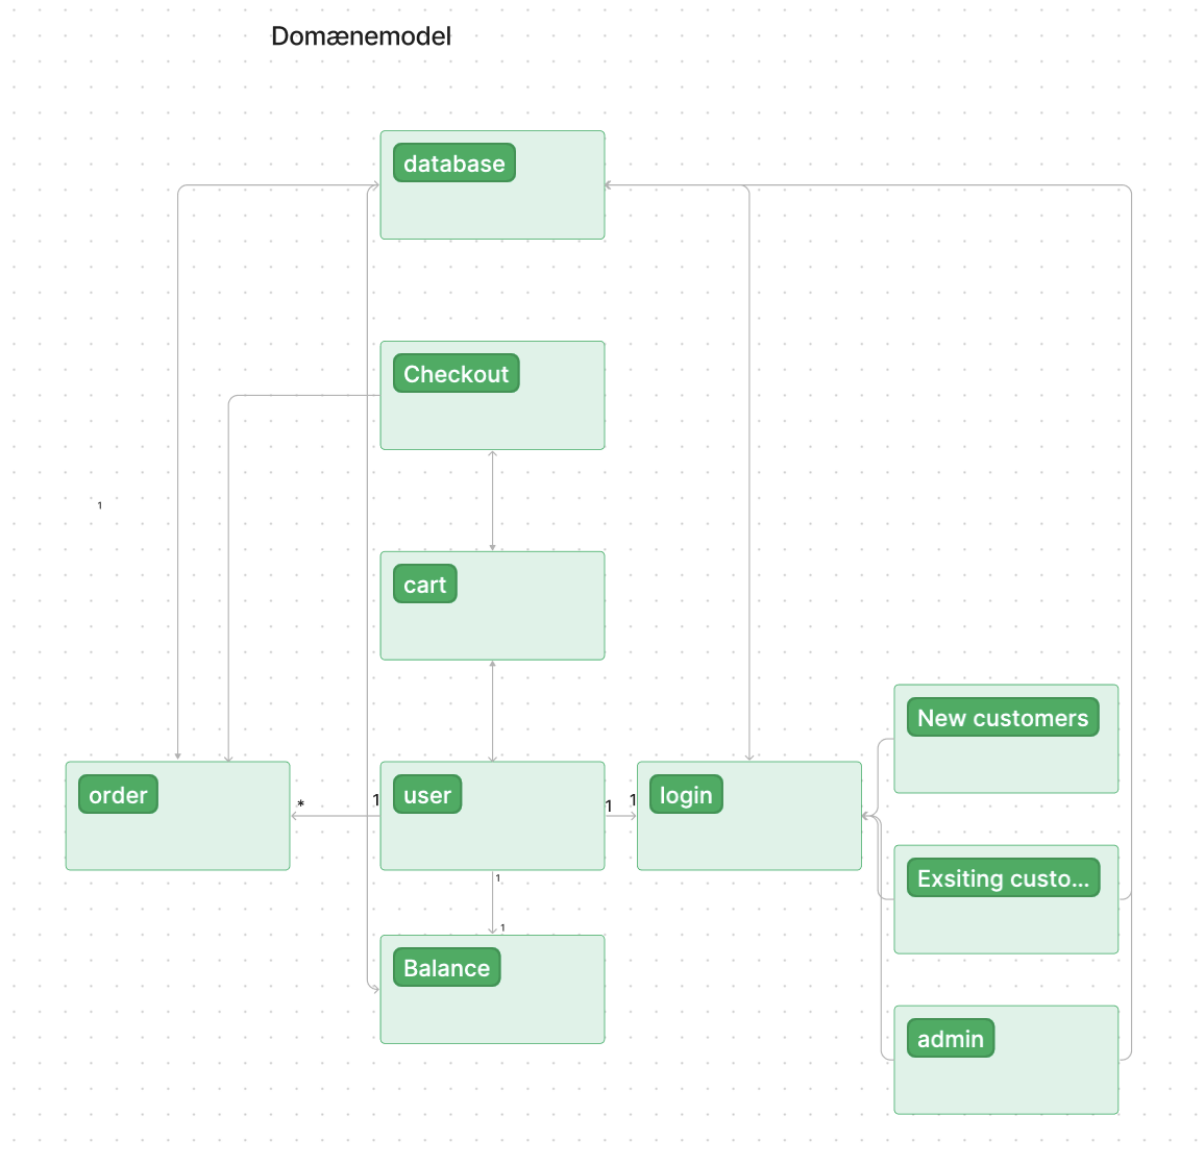 Domænemodel
database
Checkout
1
cart
New customers
order
*
1
user
1
1
login
1
Exsiting custo...
1
Balance
admin